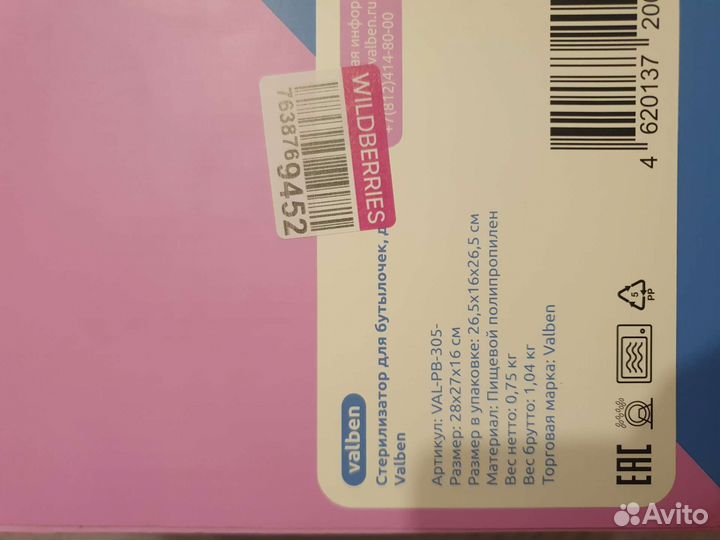 valben
Стерилизатор для бутылочек,
Valben
Артикул: VAL-PB-305-
Размер: 28x27x16 см
Размер в упаковке: 26,5x16x26,5 см
Материал: Пищевой полипропилен
Вес нетто: 0,75 кг
Вес брутто: 1,04 кг
Торговая марка: Valben
EAC
5
PP
WILDBERRIES
7638769452
valben.ru
+7(812)414-80-00
4 620137
Avito